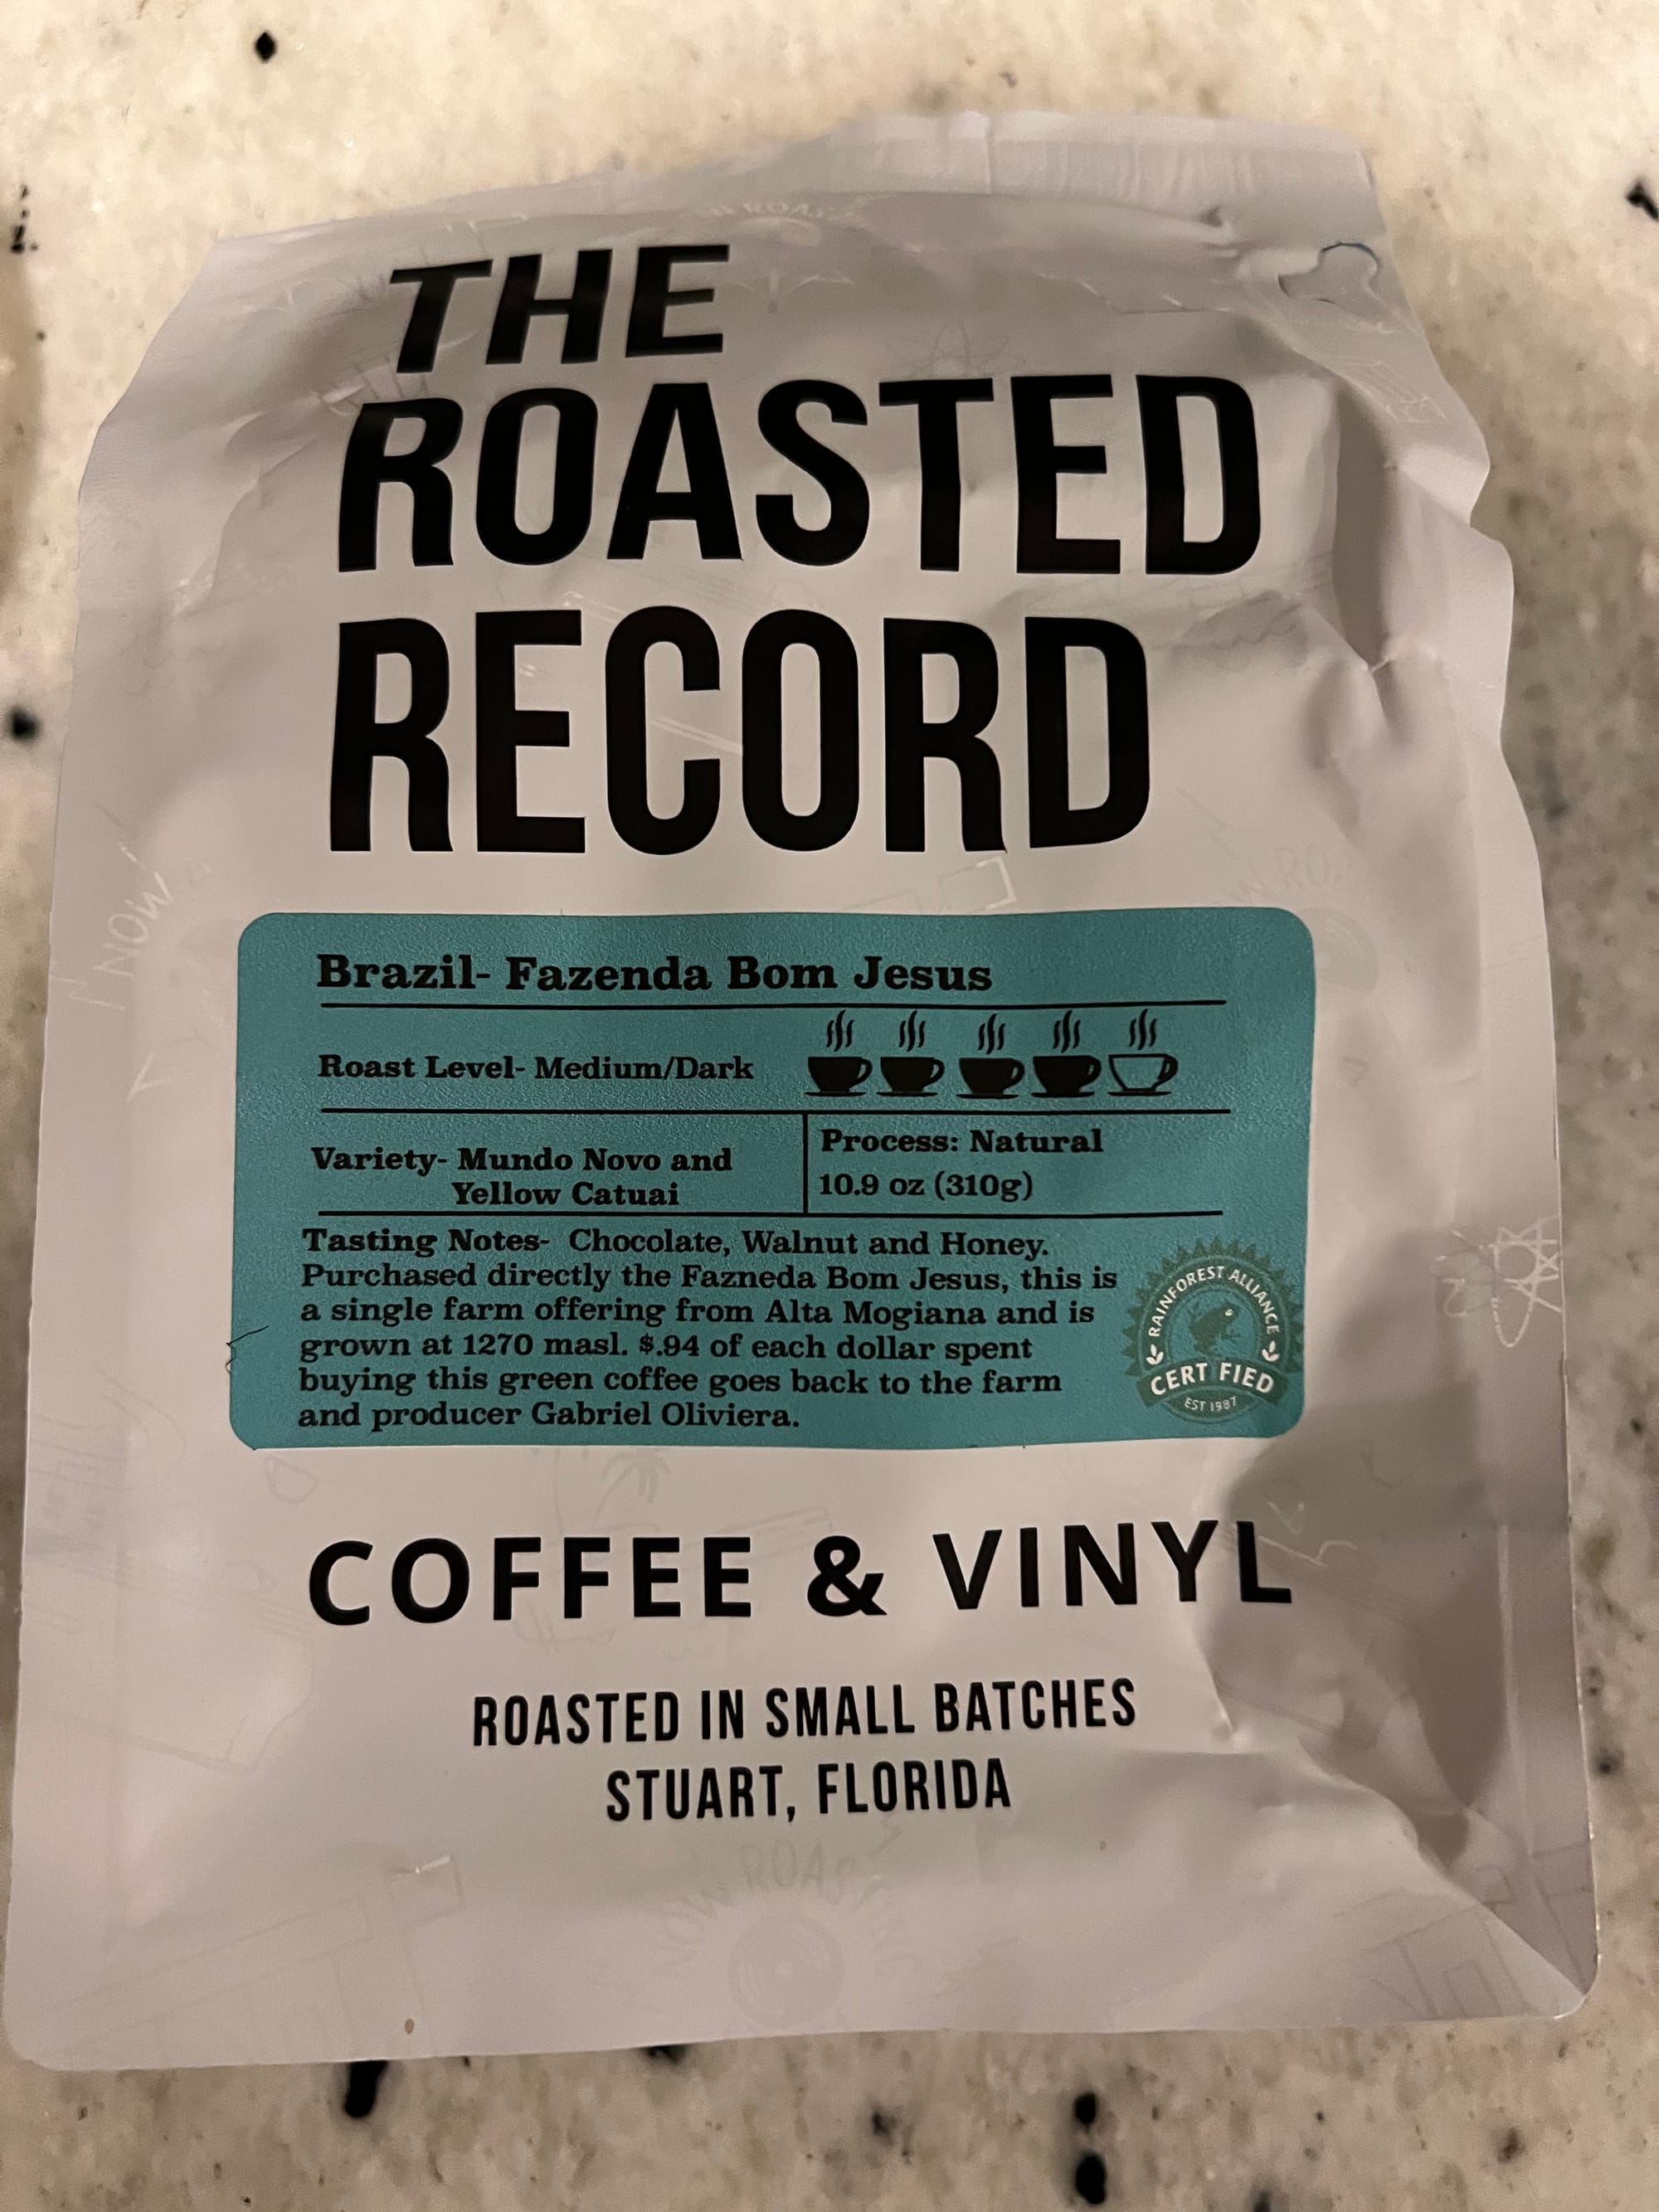 THE
ROASTED
RECORD
Brazil- Fazenda Bom Jesus
Roast Level- Medium/Dark
Variety- Mundo Novo and
Yellow Catuai
Process: Natural
10.9 oz (310g)
Tasting Notes- Chocolate, Walnut and Honey.
Purchased directly the Fazneda Bom Jesus, this is
a single farm offering from Alta Mogiana and is
grown at 1270 masl. $.94 of each dollar spent
buying this green coffee goes back to the farm
and producer Gabriel Oliviera.
RAINFOREST ALLIANCE
CERT FIED
EST 1987
COFFEE & VINYL
ROASTED IN SMALL BATCHES
STUART, FLORIDA
NOW